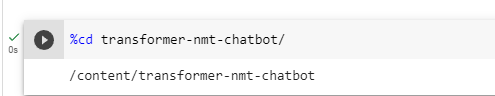 %cd transformer-nmt-chatbot/
0s
/content/transformer-nmt-chatbot